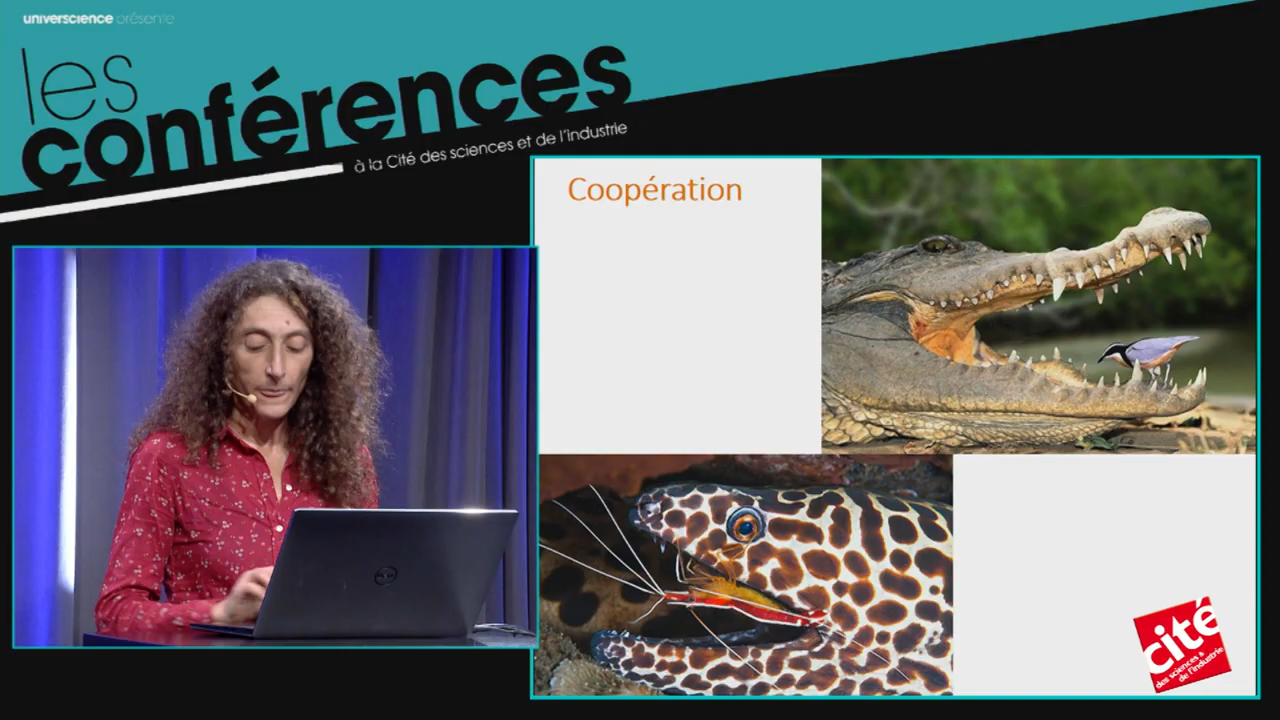 universcience présente
les
conférences
à la Cité des sciences et de l'industrie
Coopération
cité
des sciences &
de l'industrie